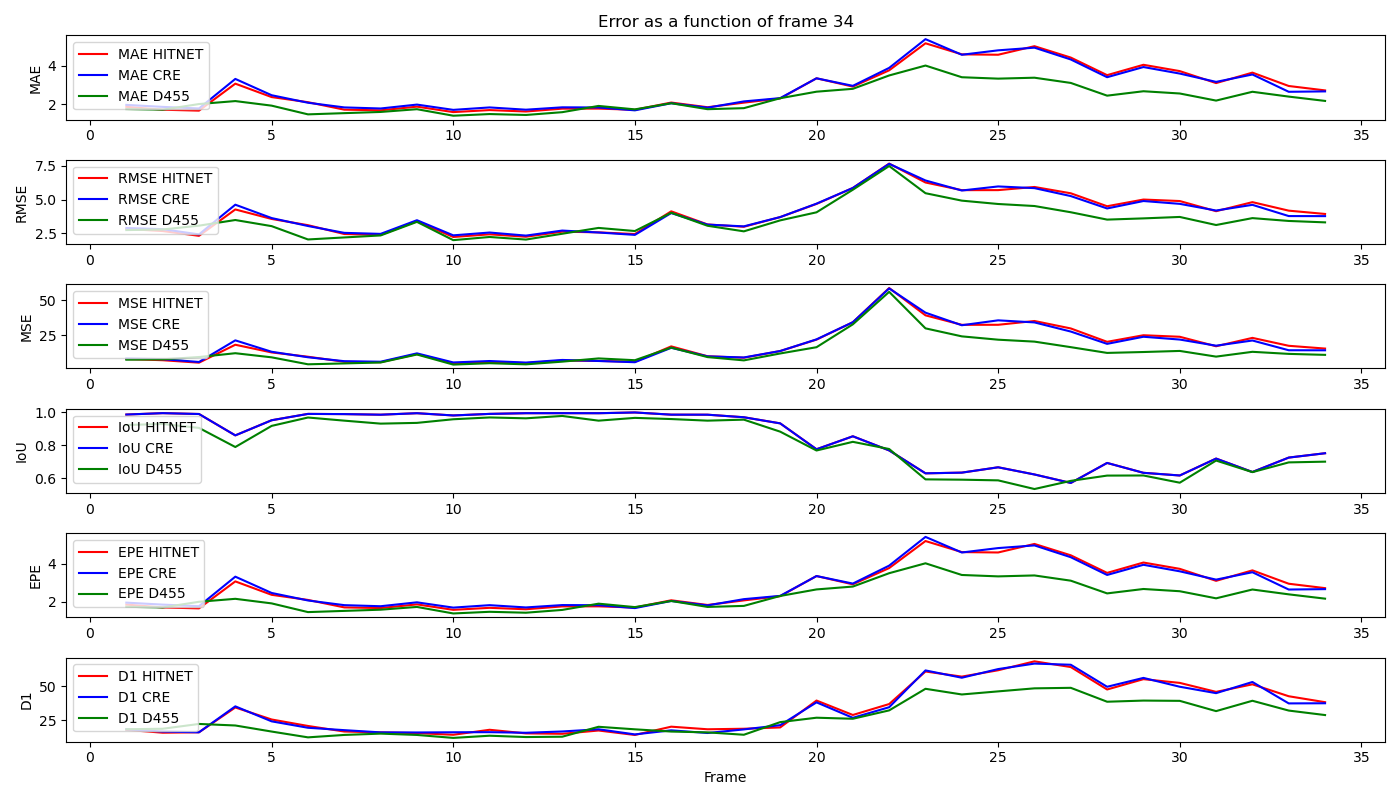 Error as a function of frame 34
MAE
4
2
MAE HITNET
MAE CRE
MAE D455
0 5 10 15 20 25 30 35
RMSE
7.5
5.0
2.5
RMSE HITNET
RMSE CRE
RMSE D455
0 5 10 15 20 25 30 35
MSE
50
25
MSE HITNET
MSE CRE
MSE D455
0 5 10 15 20 25 30 35
IoU
1.0
0.8
0.6
IoU HITNET
IoU CRE
IoU D455
0 5 10 15 20 25 30 35
EPE
4
2
EPE HITNET
EPE CRE
EPE D455
0 5 10 15 20 25 30 35
D1
50
25
D1 HITNET
D1 CRE
D1 D455
0 5 10 15 20 25 30 35
Frame